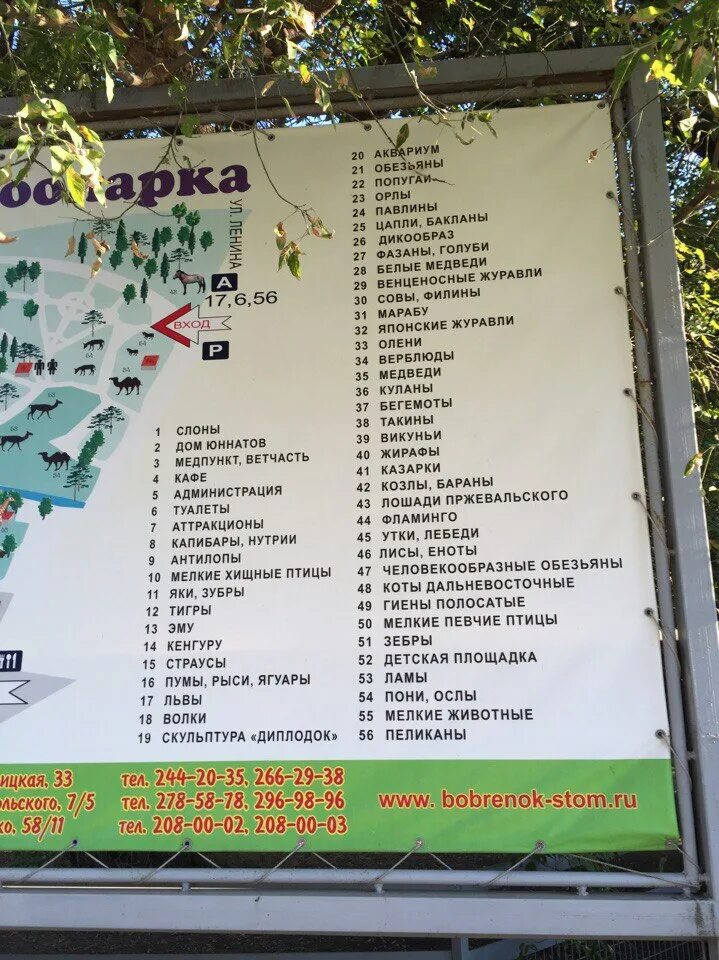 зоопарка
УЛ. ЛЕНИНА
А
17,6,56
ВХОД
P
1 СЛОНЫ
2 ДОМ ЮННАТОВ
3 МЕДПУНКТ, ВЕТЧАСТЬ
4 КАФЕ
5 АДМИНИСТРАЦИЯ
6 ТУАЛЕТЫ
7 АТТРАКЦИОНЫ
8 КАПИБАРЫ, НУТРИИ
9 АНТИЛОПЫ
10 МЕЛКИЕ ХИЩНЫЕ ПТИЦЫ
11 ЯКИ, ЗУБРЫ
12 ТИГРЫ
13 ЭМУ
14 КЕНГУРУ
15 СТРАУСЫ
16 ПУМЫ, РЫСИ, ЯГУАРЫ
17 ЛЬВЫ
18 ВОЛКИ
19 СКУЛЬПТУРА «ДИПЛОДОК»
20 АКВАРИУМ
21 ОБЕЗЬЯНЫ
22 ПОПУГАИ
23 ОРЛЫ
24 ПАВЛИНЫ
25 ЦАПЛИ, БАКЛАНЫ
26 ДИКООБРАЗ
27 ФАЗАНЫ, ГОЛУБИ
28 БЕЛЫЕ МЕДВЕДИ
29 ВЕНЦЕНОСНЫЕ ЖУРАВЛИ
30 СОВЫ, ФИЛИНЫ
31 МАРАБУ
32 ЯПОНСКИЕ ЖУРАВЛИ
33 ОЛЕНИ
34 ВЕРБЛЮДЫ
35 МЕДВЕДИ
36 КУЛАНЫ
37 БЕГЕМОТЫ
38 ТАКИНЫ
39 ВИКУНЬИ
40 ЖИРАФЫ
41 КАЗАРКИ
42 КОЗЛЫ, БАРАНЫ
43 ЛОШАДИ ПРЖЕВАЛЬСКОГО
44 ФЛАМИНГО
45 УТКИ, ЛЕБЕДИ
46 ЛИСЫ, ЕНОТЫ
47 ЧЕЛОВЕКООБРАЗНЫЕ ОБЕЗЬЯНЫ
48 КОТЫ ДАЛЬНЕВОСТОЧНЫЕ
49 ГИЕНЫ ПОЛОСАТЫЕ
50 МЕЛКИЕ ПЕВЧИЕ ПТИЦЫ
51 ЗЕБРЫ
52 ДЕТСКАЯ ПЛОЩАДКА
53 ЛАМЫ
54 ПОНИ, ОСЛЫ
55 МЕЛКИЕ ЖИВОТНЫЕ
56 ПЕЛИКАНЫ
ицкая, 33 тел. 244-20-35, 266-29-38
ольского, 7/5 тел. 278-58-78, 296-98-96
ко, 58/11 тел. 208-00-02, 208-00-03
www. bobrenok-stom.ru